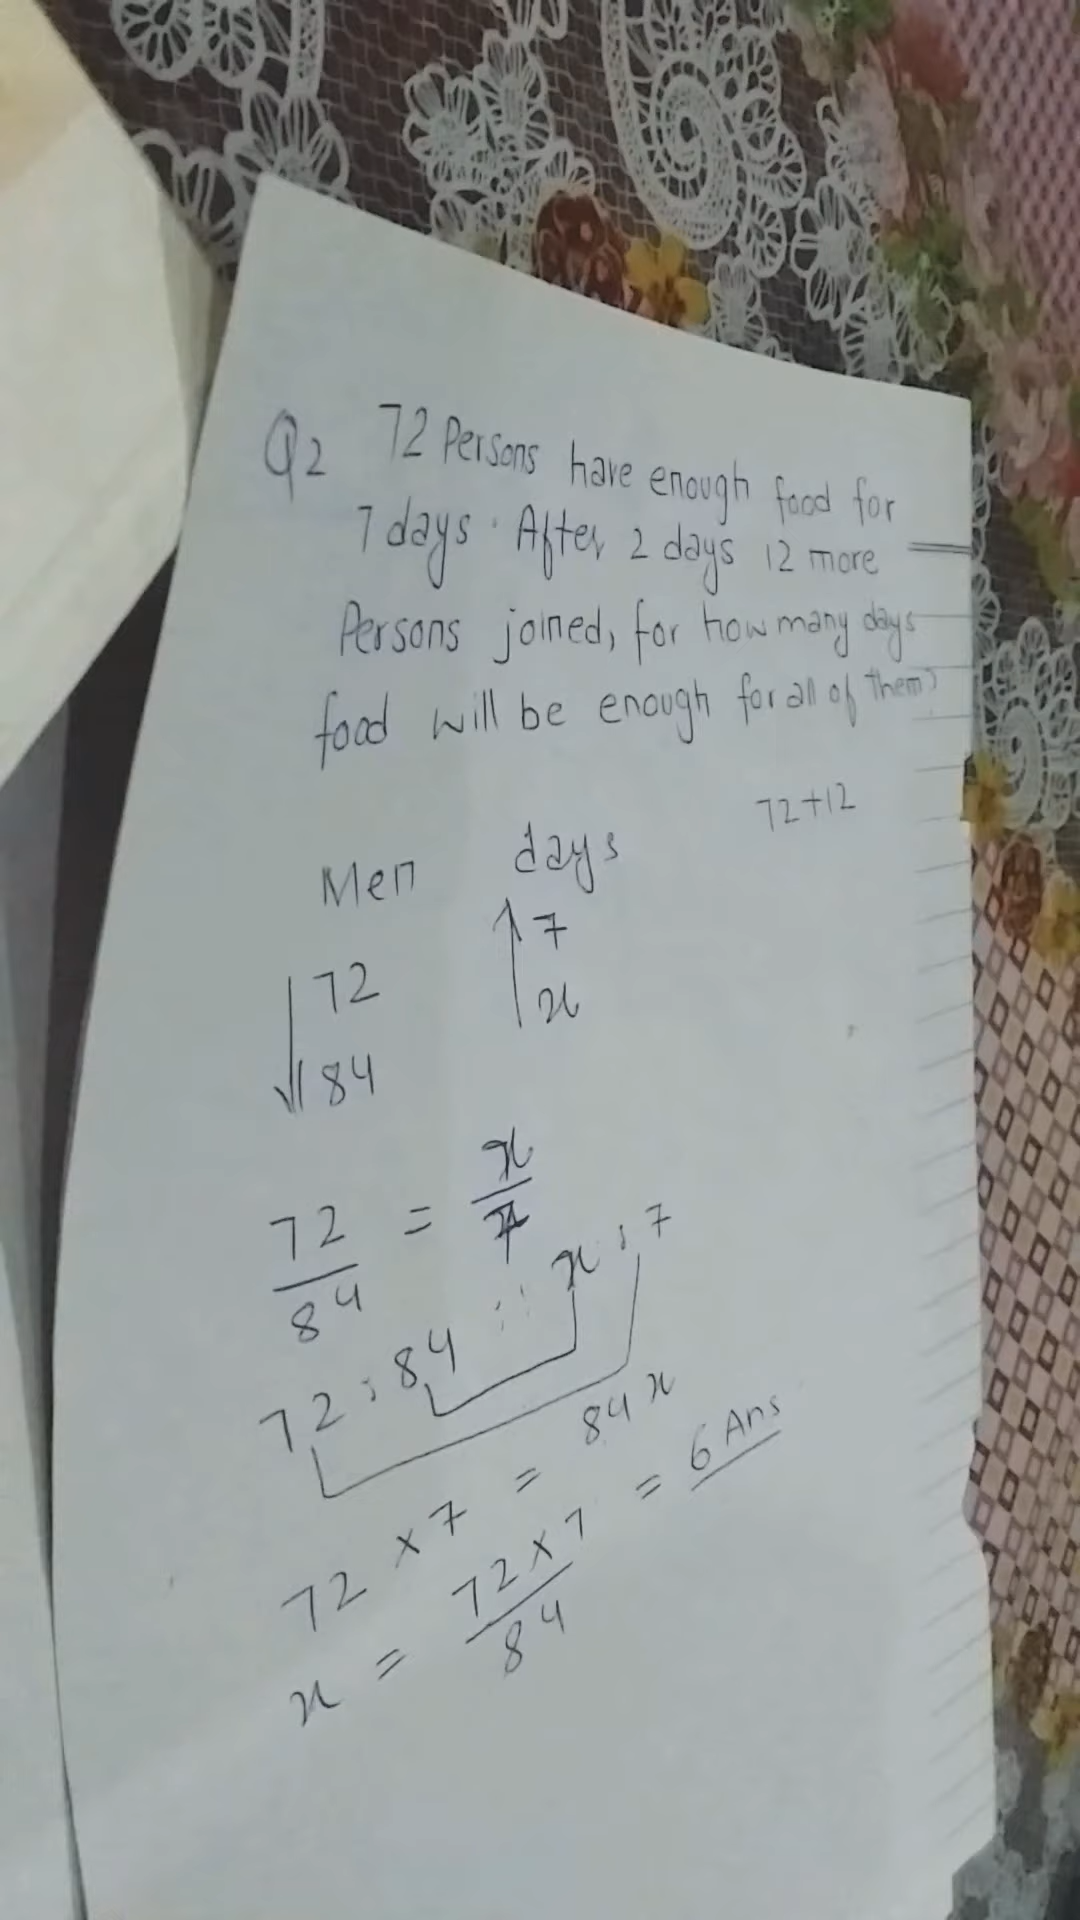 Q2 72 Persons have enough food for
7 days. After 2 days 12 more
Persons joined, for how many days
food will be enough for all of them?
72+12
Men days
72 7
84 x
72/84 = x/7
72 : 84 :: x : 7
72 x 7 = 84x
x = 72 x 7/84 = 6 Ans